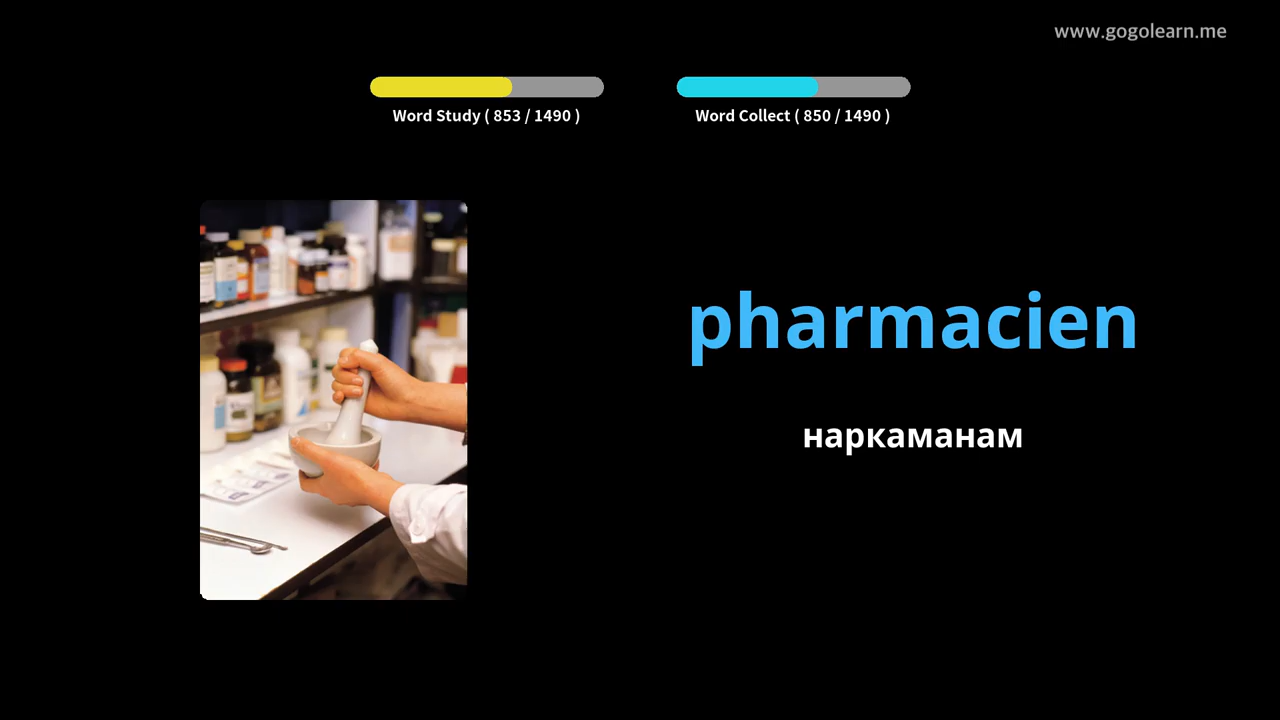 www.gogolearn.me
Word Study ( 853 / 1490 )
Word Collect ( 850 / 1490 )
pharmacien
наркаманам